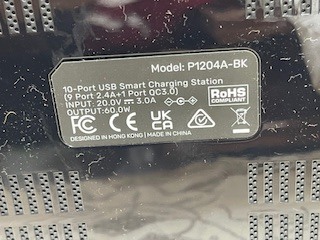 Model: P1204A-BK
10-Port USB Smart Charging Station
(9 Port 2.4A+1 Port QC3.0)
INPUT: 20.0V⎓3.0A
OUTPUT:60.0W
RoHS
COMPLIANT
FC CE UK
CA
DESIGNED IN HONG KONG | MADE IN CHINA